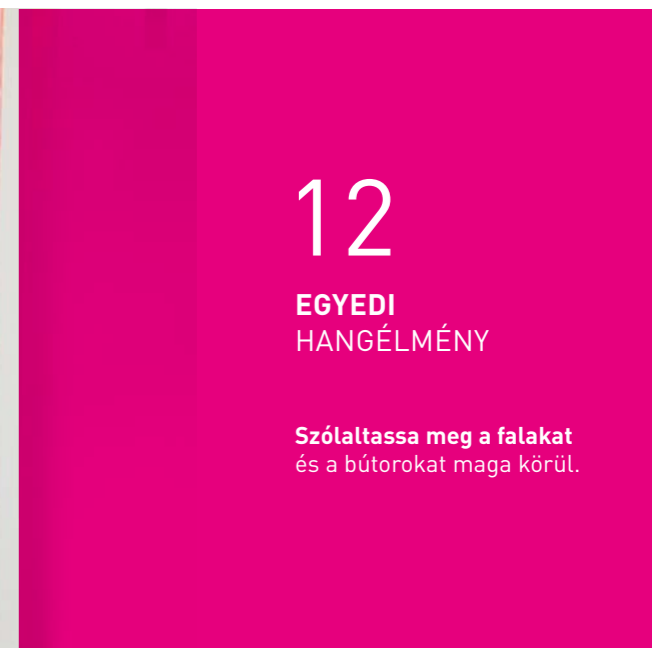 12
EGYEDI
HANGÉLMÉNY
Szólaltassa meg a falakat
és a bútorokat maga körül.